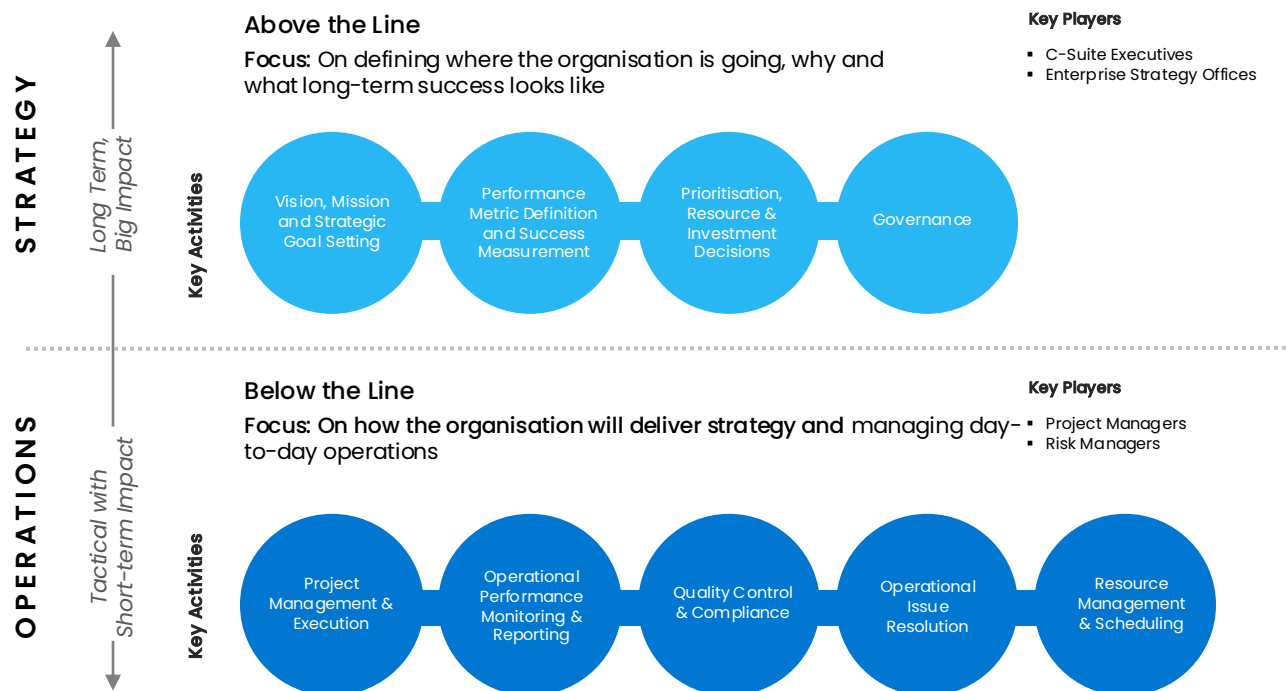 STRATEGY
Long Term,
Big Impact
Above the Line
Focus: On defining where the organisation is going, why and
what long-term success looks like
Key Players
▪ C-Suite Executives
▪ Enterprise Strategy Offices
Key Activities
Vision, Mission
and Strategic
Goal Setting
Performance
Metric Definition
and Success
Measurement
Prioritisation,
Resource &
Investment
Decisions
Governance
OPERATIONS
Tactical with
Short-term Impact
Below the Line
Focus: On how the organisation will deliver strategy and managing day-
to-day operations
Key Players
▪ Project Managers
▪ Risk Managers
Key Activities
Project
Management &
Execution
Operational
Performance
Monitoring &
Reporting
Quality Control
& Compliance
Operational
Issue
Resolution
Resource
Management
& Scheduling